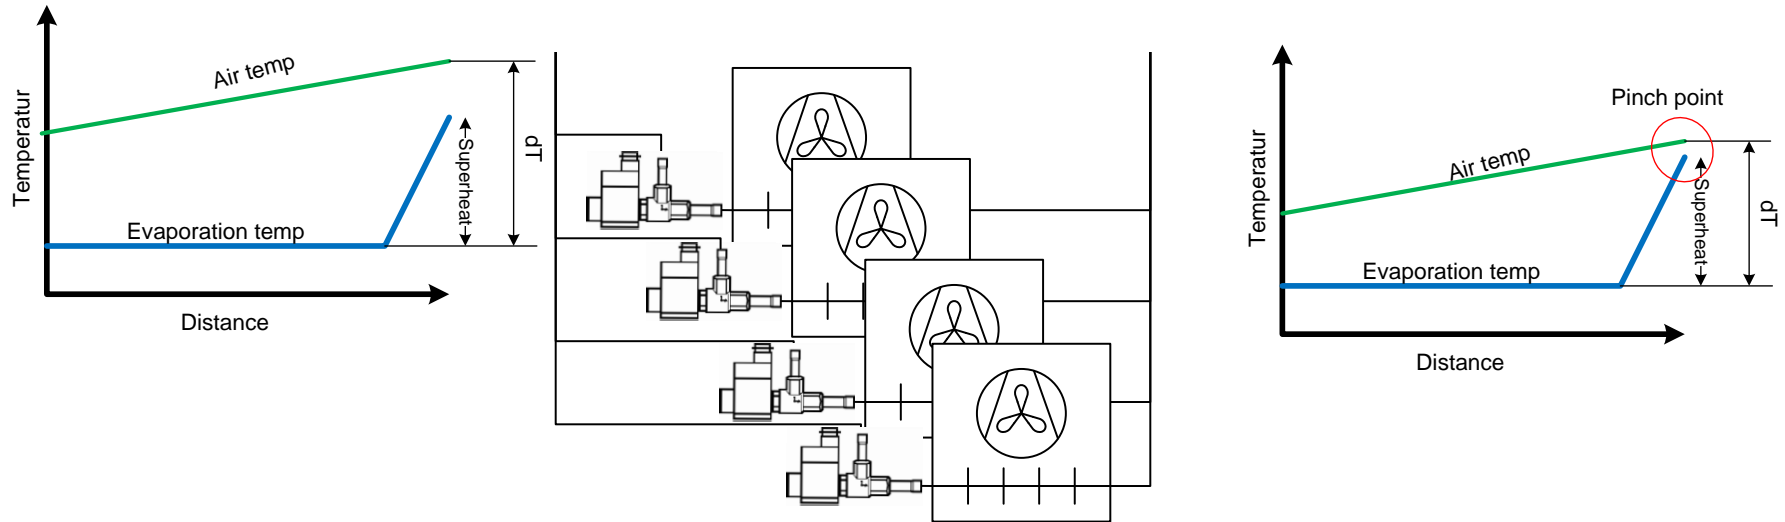 Temperatur
Air temp
Evaporation temp
Superheat
dT
Distance
Pinch point
Temperatur
Air temp
Evaporation temp
Superheat
dT
Distance